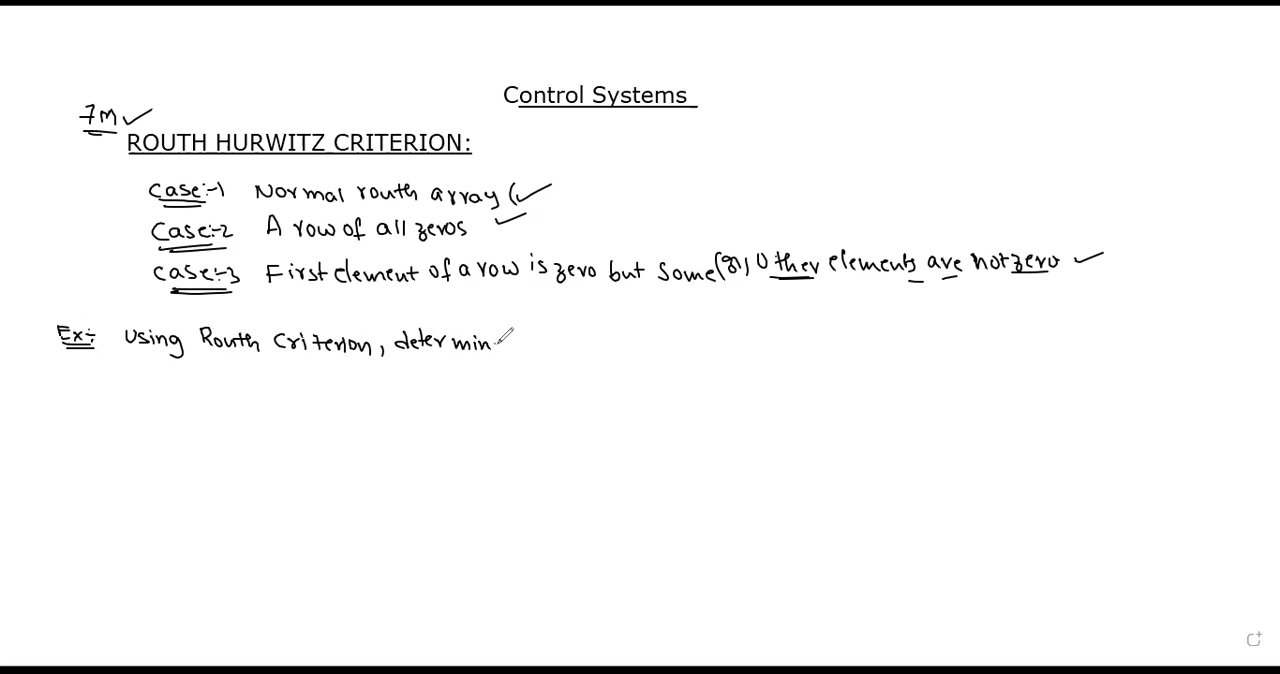 Control Systems
7M
ROUTH HURWITZ CRITERION:
Case:-1 Normal routh array
Case:-2 A row of all zeros
Case:-3 First element of a row is zero but some (or) other elements are not zero
Ex:- Using Routh Criterion, determin